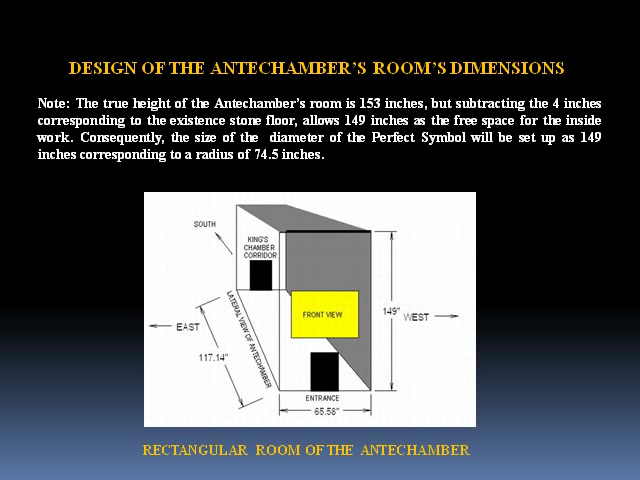 DESIGN OF THE ANTECHAMBER'S ROOM'S DIMENSIONS
Note: The true height of the Antechamber's room is 153 inches, but subtracting the 4 inches
corresponding to the existence stone floor, allows 149 inches as the free space for the inside
work. Consequently, the size of the diameter of the Perfect Symbol will be set up as 149
inches corresponding to a radius of 74.5 inches.
SOUTH
KING'S
CHAMBER
CORRIDOR
FRONT VIEW
149"
WEST
EAST
LATERAL VIEW OF ANTECHAMBER
117.14"
ENTRANCE
65.58"
RECTANGULAR ROOM OF THE ANTECHAMBER